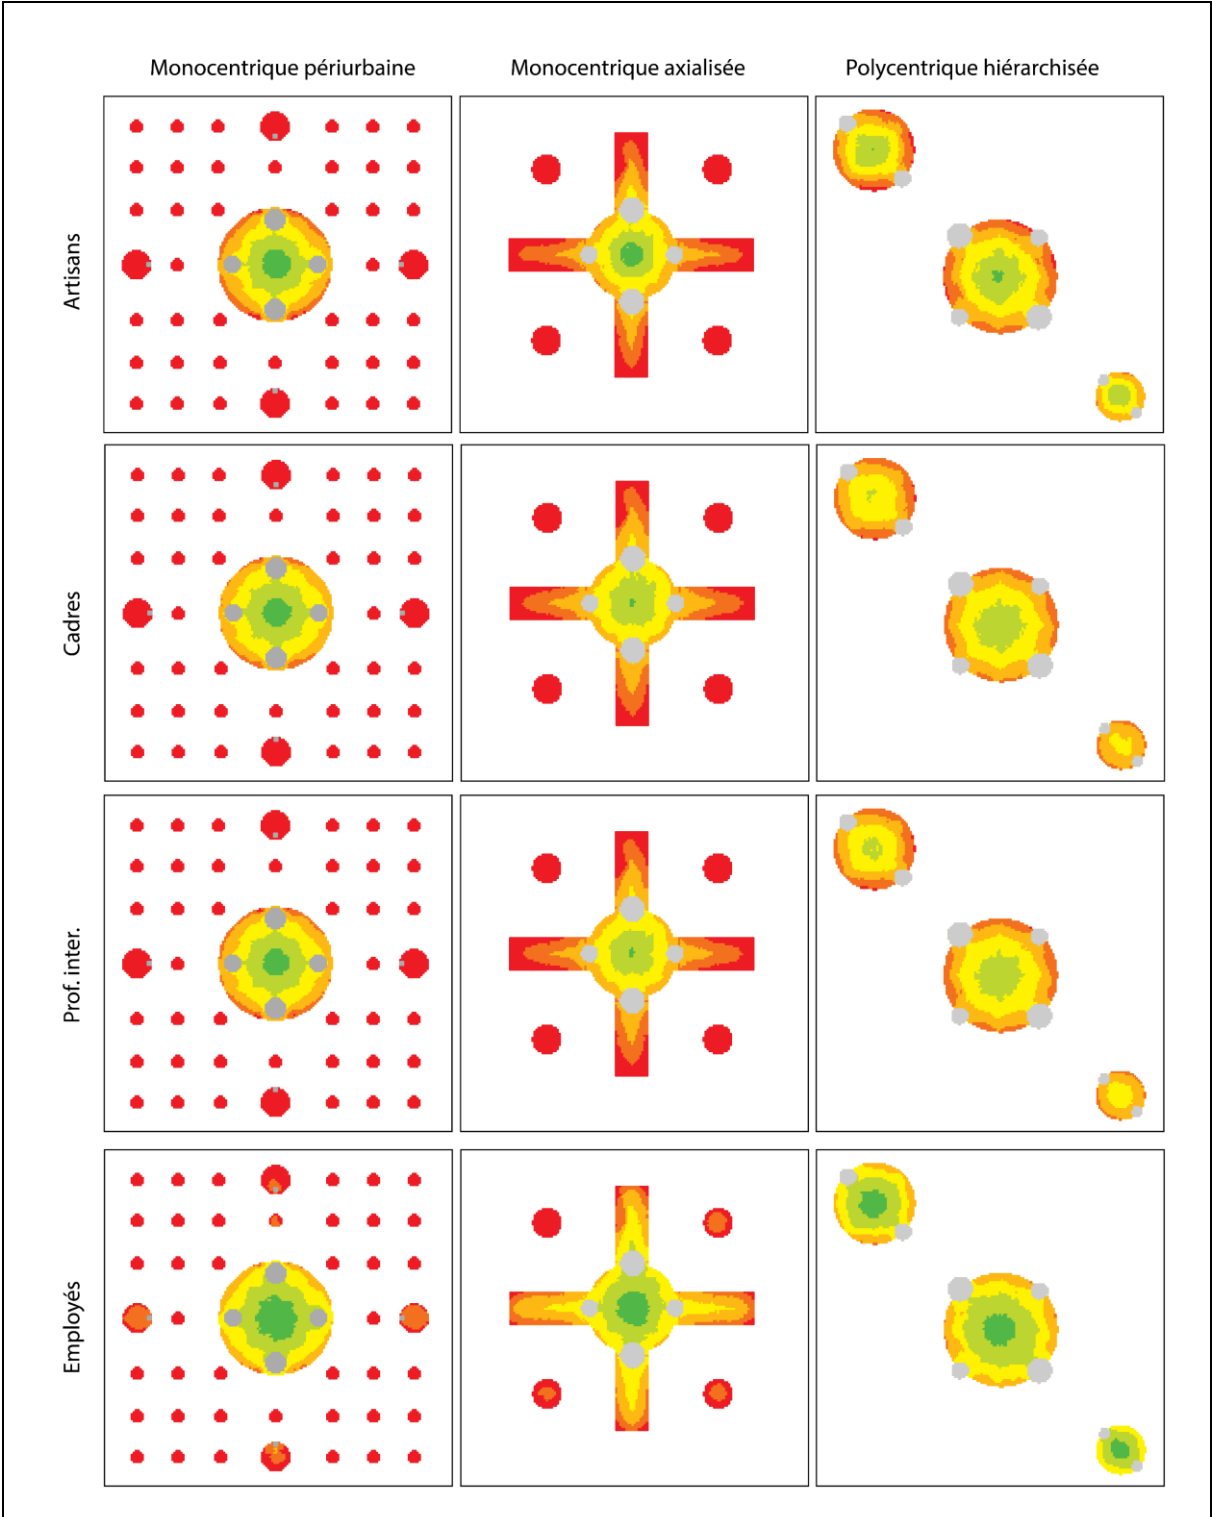 Monocentrique périurbaine
Monocentrique axialisée
Polycentrique hiérarchisée
Artisans
Cadres
Prof. inter.
Employés